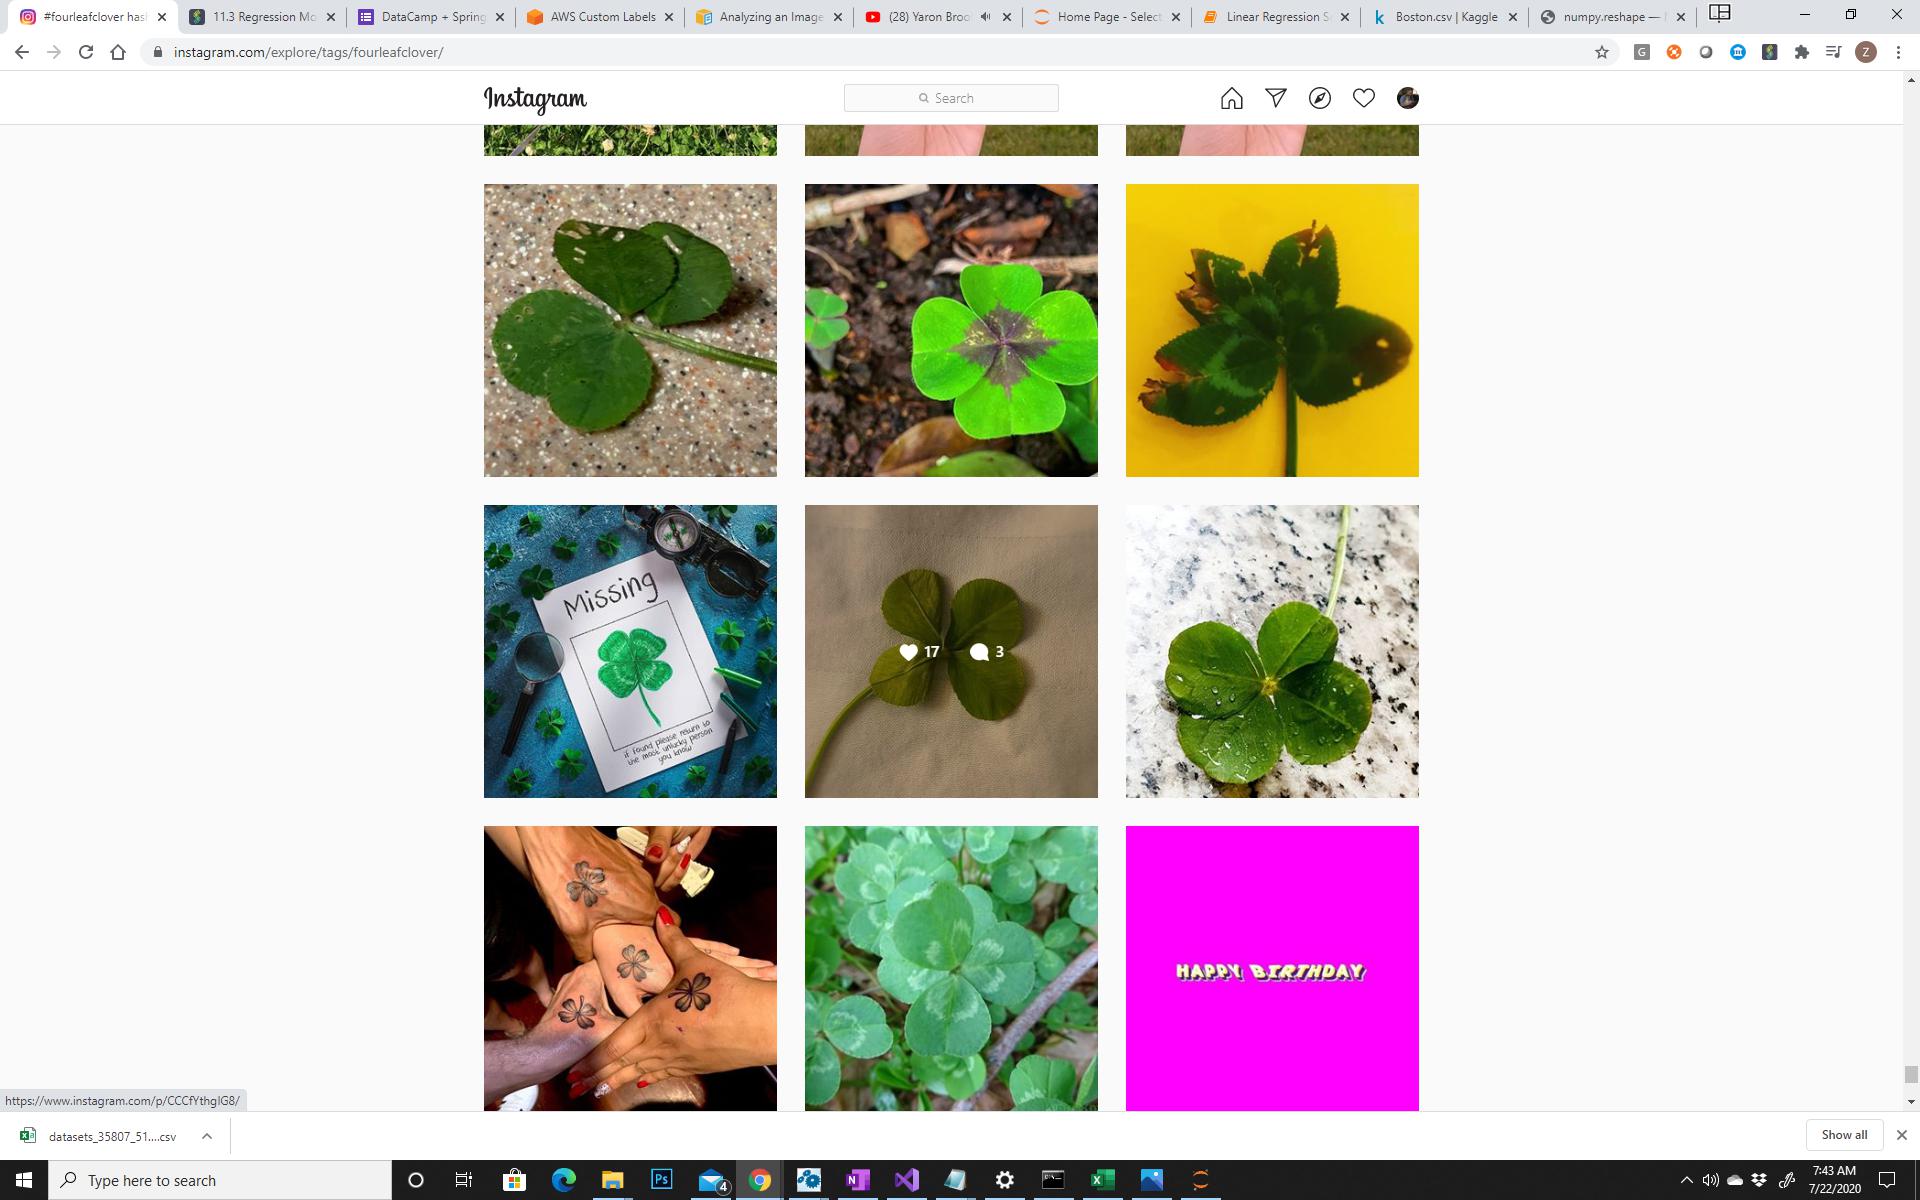 #fourleafclover has
11.3 Regression Mo
DataCamp + Spring
AWS Custom Labels
Analyzing an Image
(28) Yaron Broo
Home Page - Select
Linear Regression S
Boston.csv | Kaggle
numpy.reshape —
instagram.com/explore/tags/fourleafclover/
Z
Instagram
Search
Missing
if found please return to
the most unlucky person
you know
17
3
HAPPY BIRTHDAY
https://www.instagram.com/p/CCCfYthglG8/
datasets_35807_51....csv
Show all
Type here to search
Ps
4
7:43 AM
7/22/2020